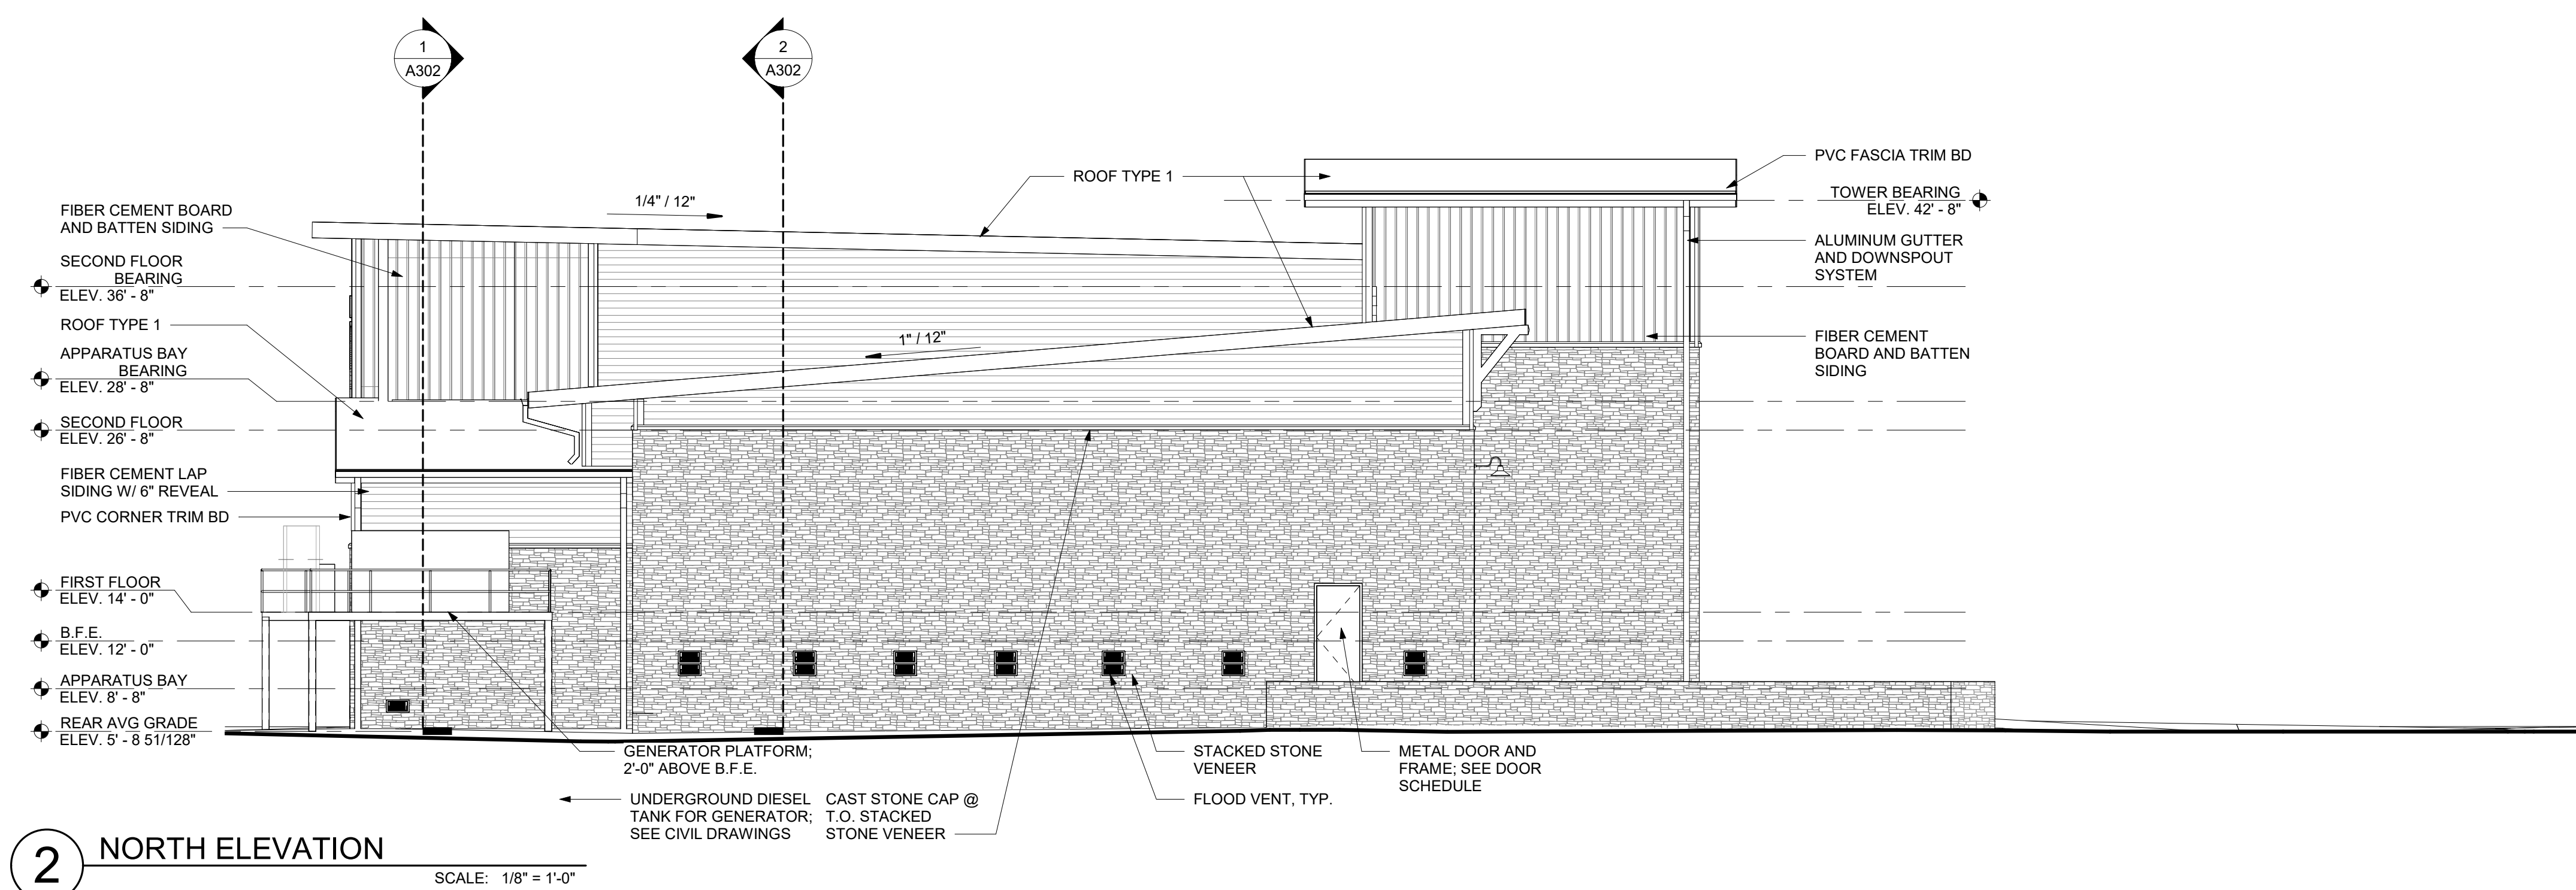 1
A302
2
A302
ROOF TYPE 1
PVC FASCIA TRIM BD
TOWER BEARING
ELEV. 42' - 8"
1/4" / 12"
FIBER CEMENT BOARD
AND BATTEN SIDING
ALUMINUM GUTTER
AND DOWNSPOUT
SYSTEM
SECOND FLOOR
BEARING
ELEV. 36' - 8"
ROOF TYPE 1
1" / 12"
FIBER CEMENT
BOARD AND BATTEN
SIDING
APPARATUS BAY
BEARING
ELEV. 28' - 8"
SECOND FLOOR
ELEV. 26' - 8"
FIBER CEMENT LAP
SIDING W/ 6" REVEAL
PVC CORNER TRIM BD
FIRST FLOOR
ELEV. 14' - 0"
B.F.E.
ELEV. 12' - 0"
APPARATUS BAY
ELEV. 8' - 8"
REAR AVG GRADE
ELEV. 5' - 8 51/128"
GENERATOR PLATFORM;
2'-0" ABOVE B.F.E.
STACKED STONE
VENEER
METAL DOOR AND
FRAME; SEE DOOR
SCHEDULE
UNDERGROUND DIESEL
TANK FOR GENERATOR;
SEE CIVIL DRAWINGS
CAST STONE CAP @
T.O. STACKED
STONE VENEER
FLOOD VENT, TYP.
2
NORTH ELEVATION
SCALE: 1/8" = 1'-0"